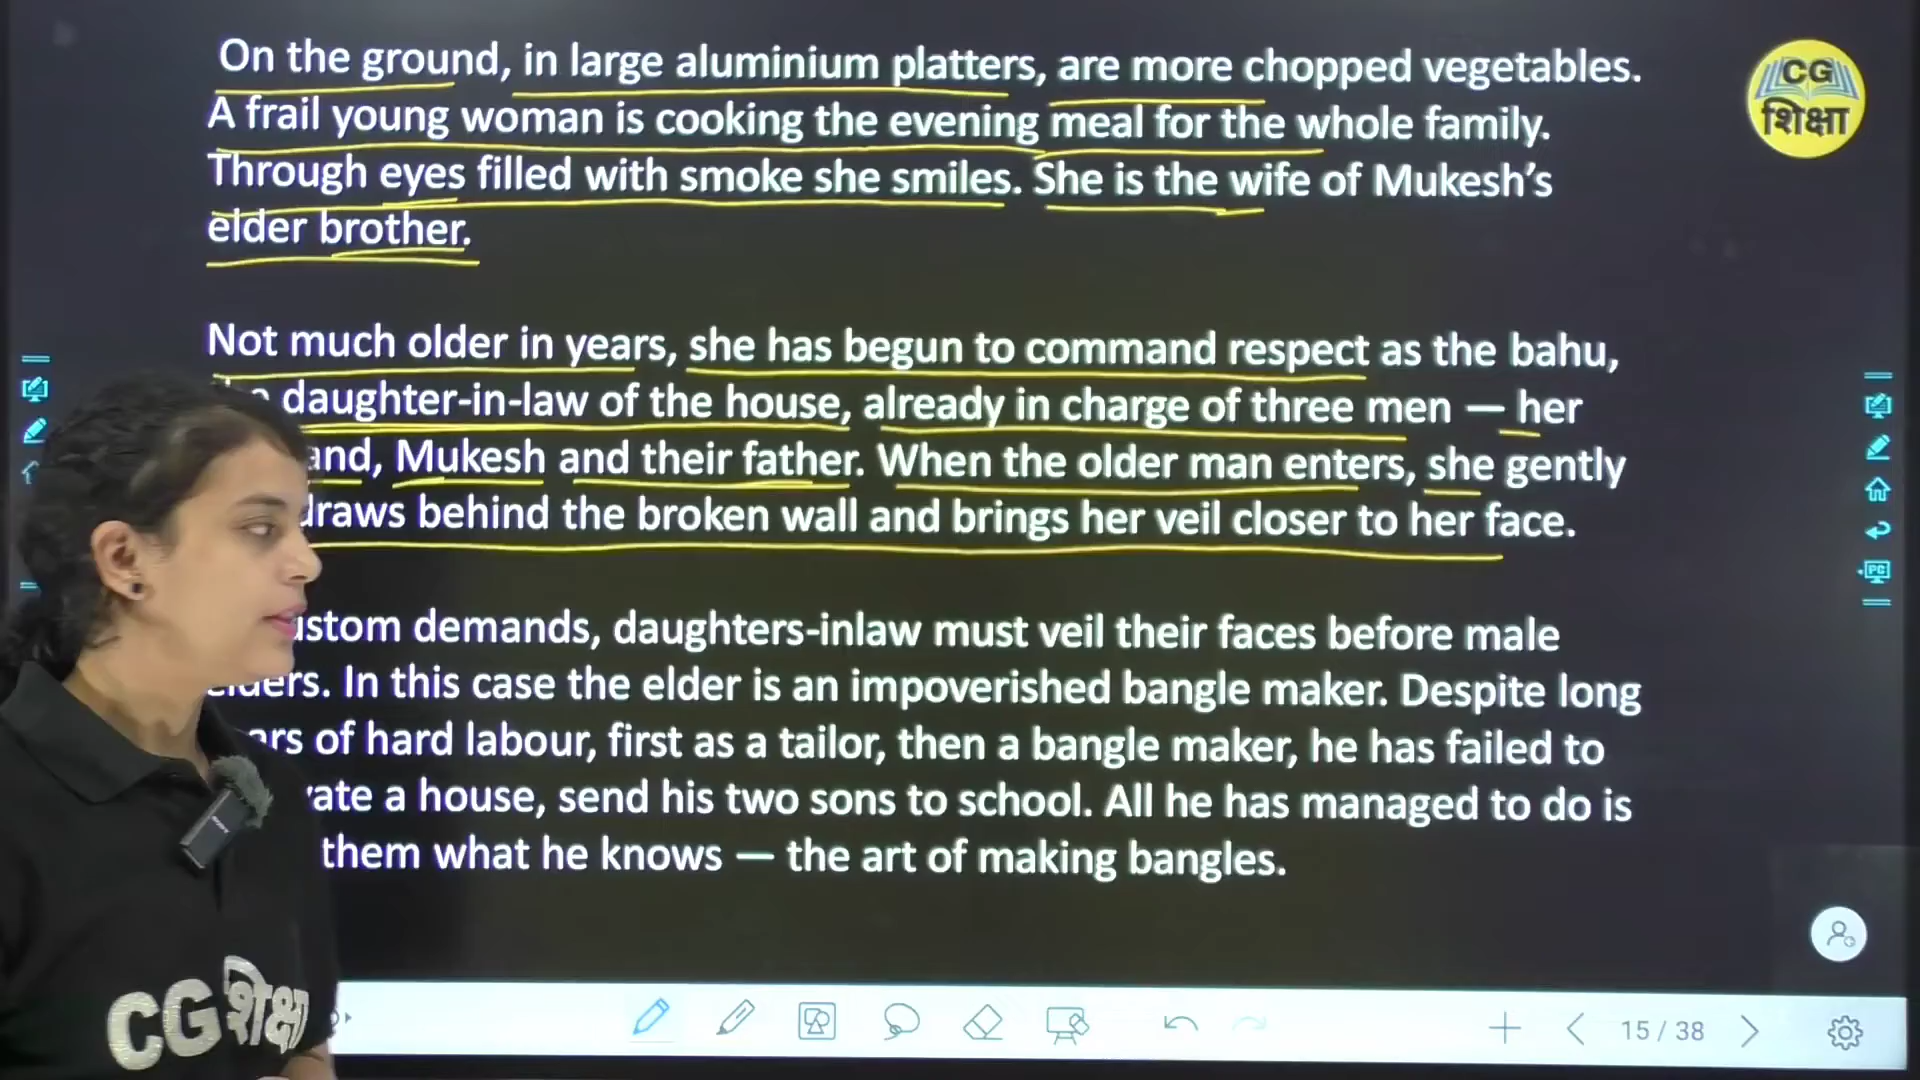 On the ground, in large aluminium platters, are more chopped vegetables.
A frail young woman is cooking the evening meal for the whole family.
Through eyes filled with smoke she smiles. She is the wife of Mukesh's
elder brother.
Not much older in years, she has begun to command respect as the bahu,
daughter-in-law of the house, already in charge of three men — her
and, Mukesh and their father. When the older man enters, she gently
draws behind the broken wall and brings her veil closer to her face.
ustom demands, daughters-inlaw must veil their faces before male
elders. In this case the elder is an impoverished bangle maker. Despite long
ars of hard labour, first as a tailor, then a bangle maker, he has failed to
ate a house, send his two sons to school. All he has managed to do is
them what he knows — the art of making bangles.
CG
शिक्षा
CG शिक्षा
PC
15 / 38